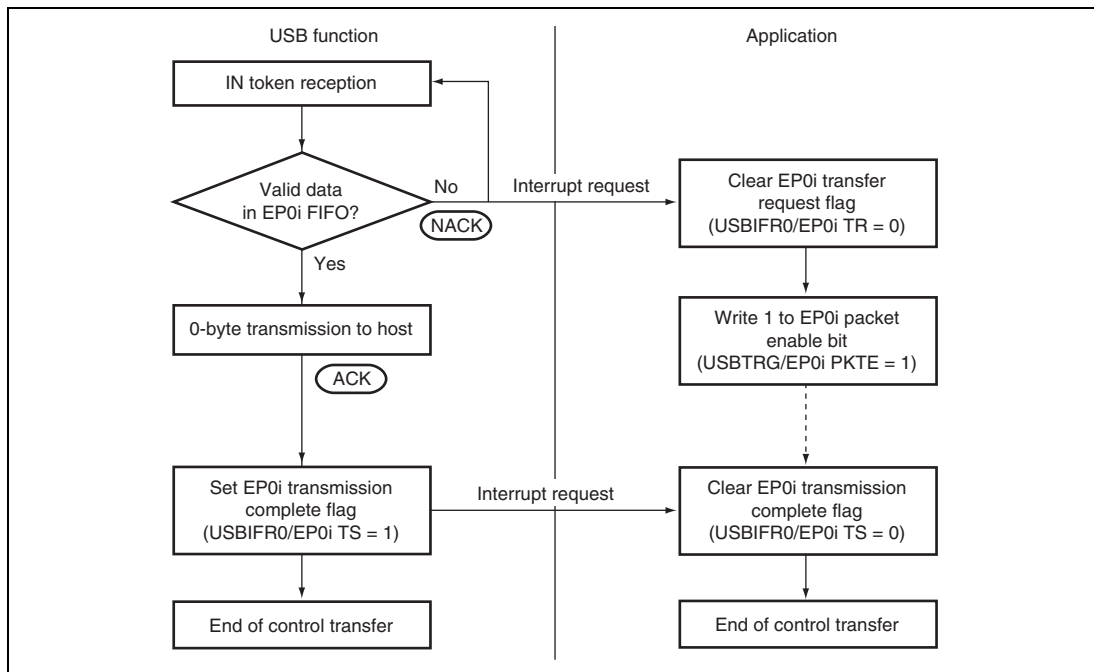 USB function
Application
IN token reception
Valid data
in EP0i FIFO?
No
NACK
Interrupt request
Clear EP0i transfer
request flag
(USBIFR0/EP0i TR = 0)
Yes
0-byte transmission to host
Write 1 to EP0i packet
enable bit
(USBTRG/EP0i PKTE = 1)
ACK
Set EP0i transmission
complete flag
(USBIFR0/EP0i TS = 1)
Interrupt request
Clear EP0i transmission
complete flag
(USBIFR0/EP0i TS = 0)
End of control transfer
End of control transfer